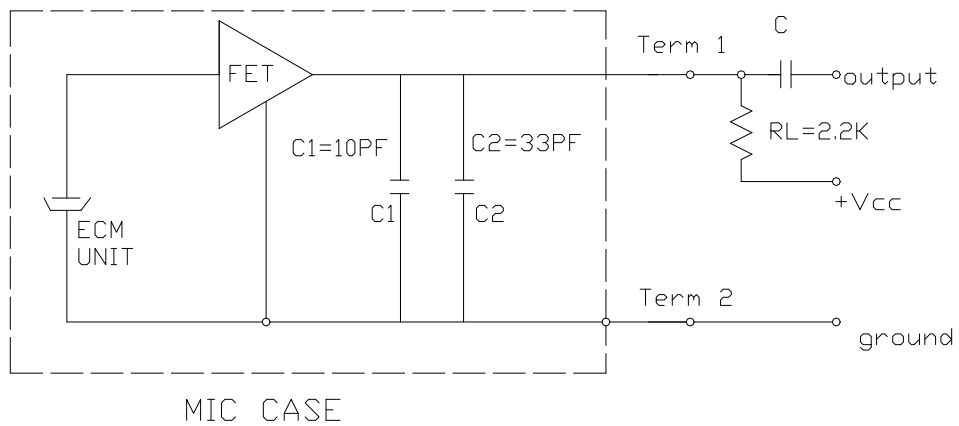 C
Term 1
FET
output
C1=10PF
C2=33PF
RL=2.2K
C1
C2
+Vcc
ECM
UNIT
Term 2
ground
MIC CASE